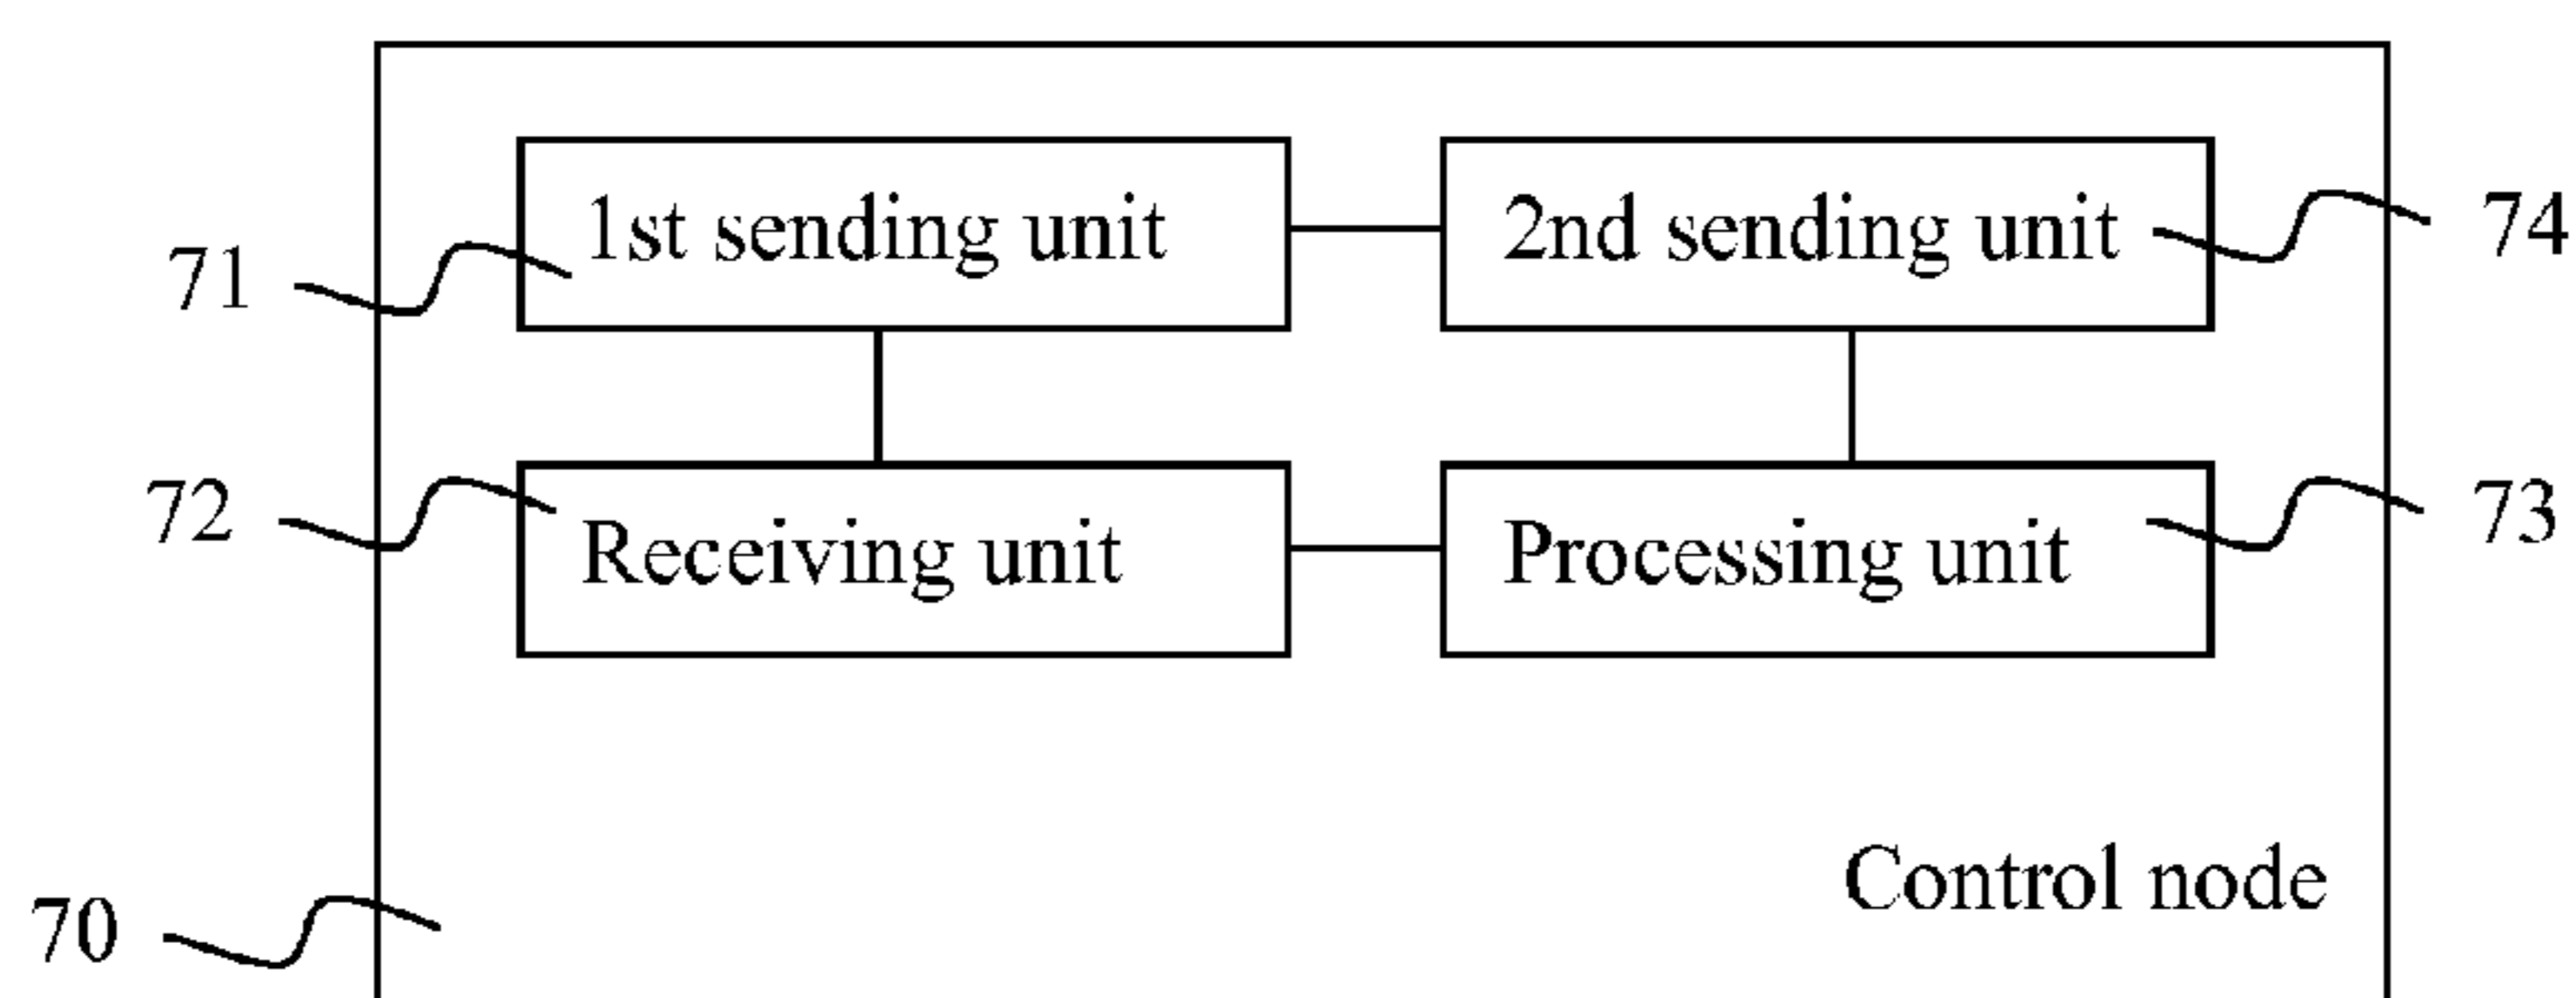 1st sending unit
2nd sending unit
74
71
72
Receiving unit
Processing unit
73
Control node
70